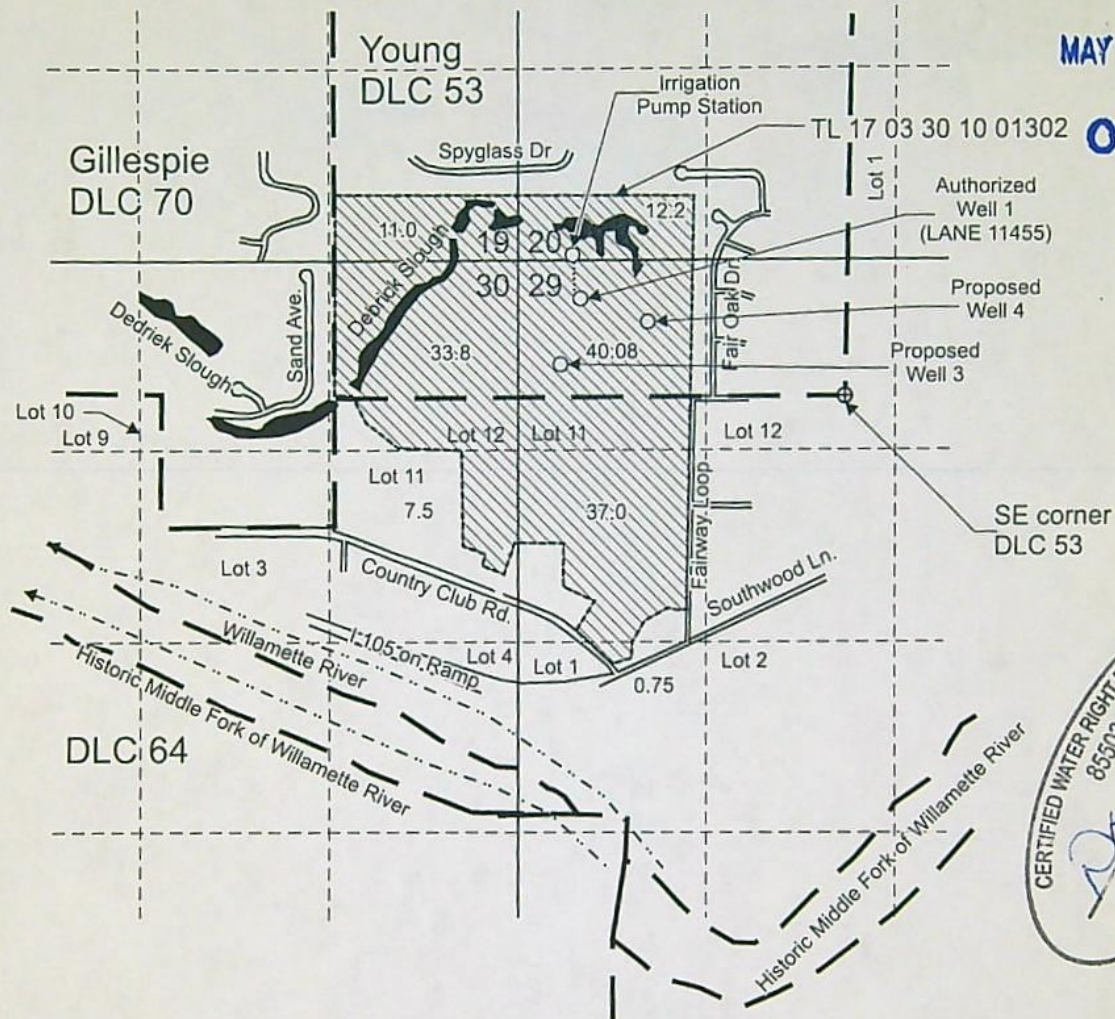 MAY
Young
DLC 53
Irrigation
Pump Station
TL 17 03 30 10 01302
O
Gillespie
DLC 70
Spyglass Dr
Lot 1
Authorized
Well 1
(LANE 11455)
11.0
12.2
19 20
30 29
Debrick Slough
Dedriek Slough
Sand Ave.
Fair Oak Dr.
Proposed
Well 4
33.8
40.08
Proposed
Well 3
Lot 10
Lot 9
Lot 12
Lot 11
Lot 12
Lot 11
7.5
37.0
Fairway Loop
SE corner
DLC 53
Lot 3
Country Club Rd.
Southwood Ln.
I-105 on Ramp
Lot 4
Lot 1
Lot 2
0.75
Willamette River
Historic Middle Fork of Willamette River
DLC 64
Historic Middle Fork of Willamette River
CERTIFIED WATER RIGHT